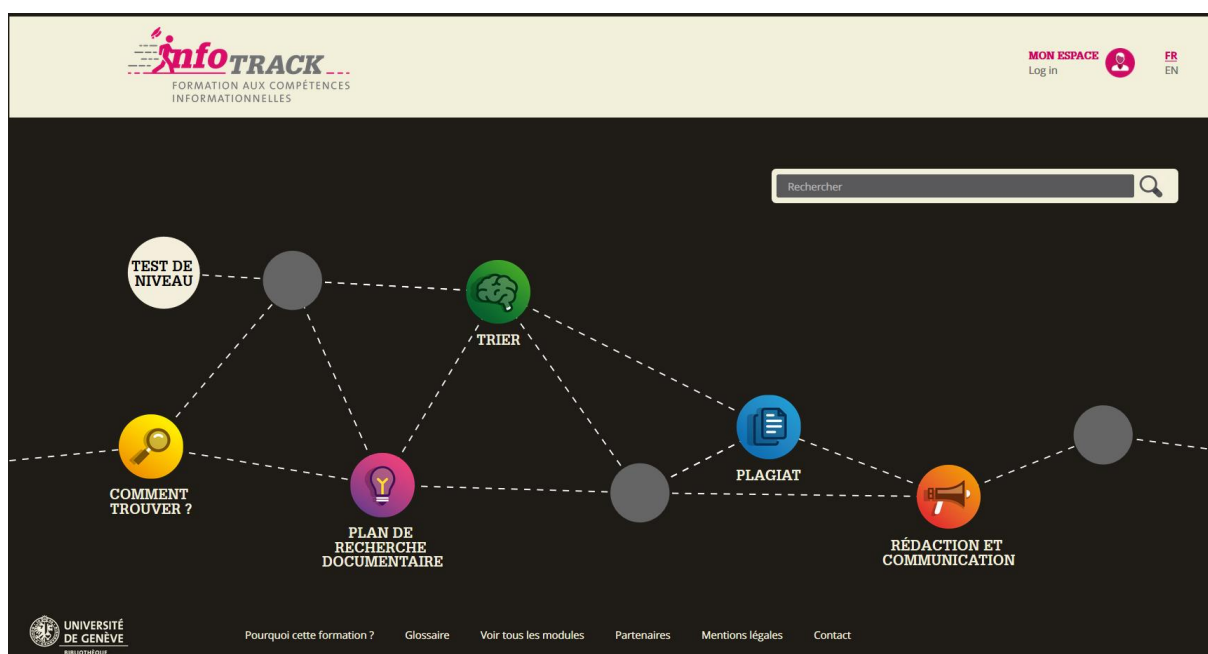 infoTRACK
FORMATION AUX COMPÉTENCES
INFORMATIONNELLES
MON ESPACE
Log in
FR
EN
Rechercher
TEST DE
NIVEAU
TRIER
COMMENT
TROUVER ?
PLAN DE
RECHERCHE
DOCUMENTAIRE
PLAGIAT
RÉDACTION ET
COMMUNICATION
UNIVERSITÉ
DE GENÈVE
BIBLIOTHÈQUE
Pourquoi cette formation ?
Glossaire
Voir tous les modules
Partenaires
Mentions légales
Contact